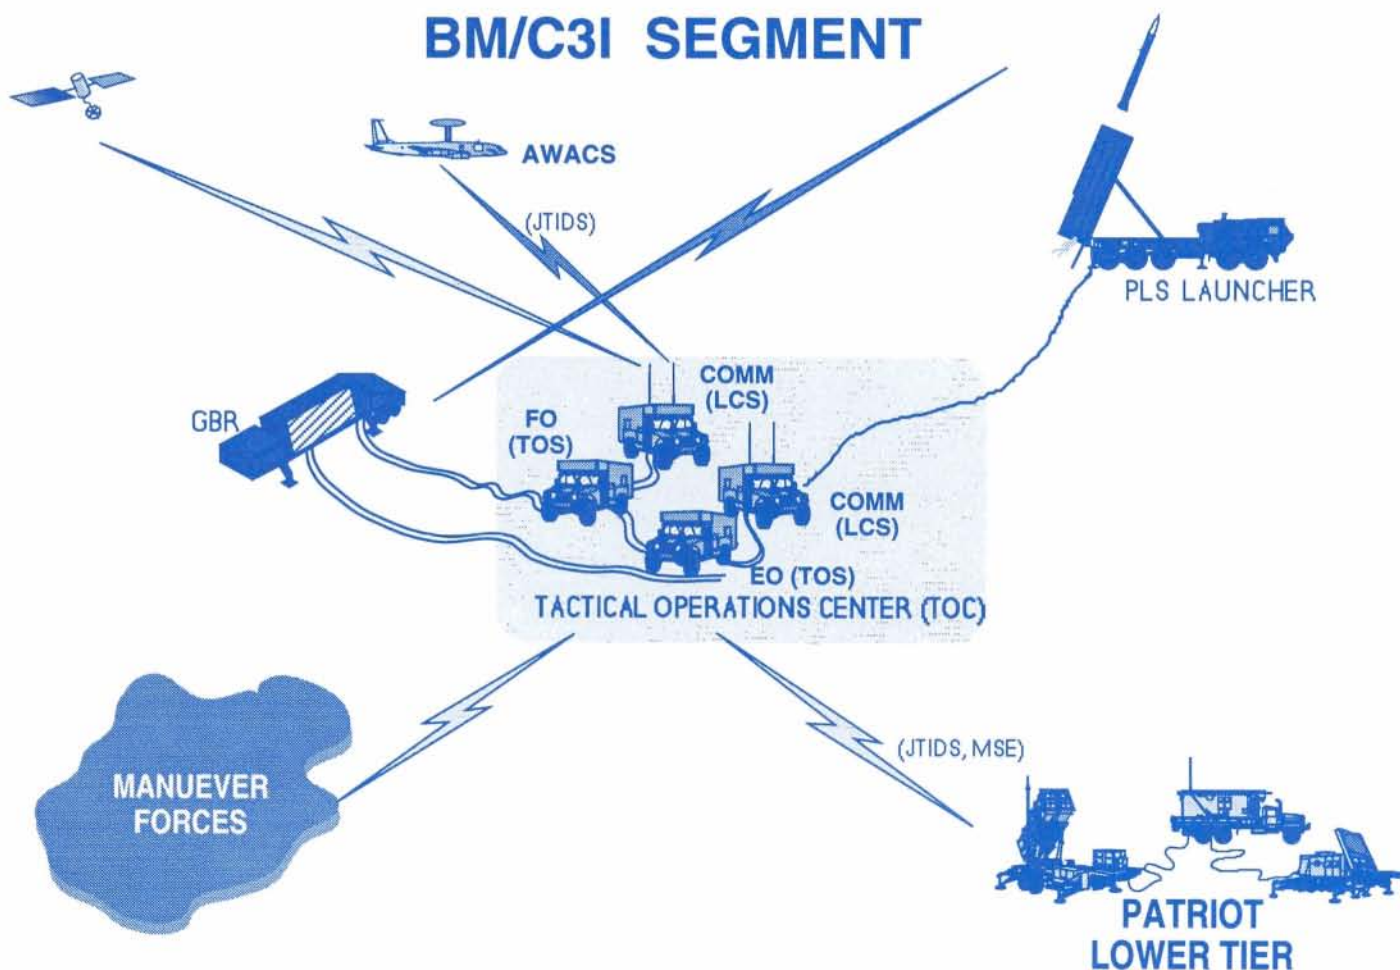 BM/C3I SEGMENT
AWACS
(JTIDS)
PLS LAUNCHER
COMM
(LCS)
GBR
FO
(TOS)
COMM
(LCS)
EO (TOS)
TACTICAL OPERATIONS CENTER (TOC)
(JTIDS, MSE)
MANUEVER
FORCES
PATRIOT
LOWER TIER